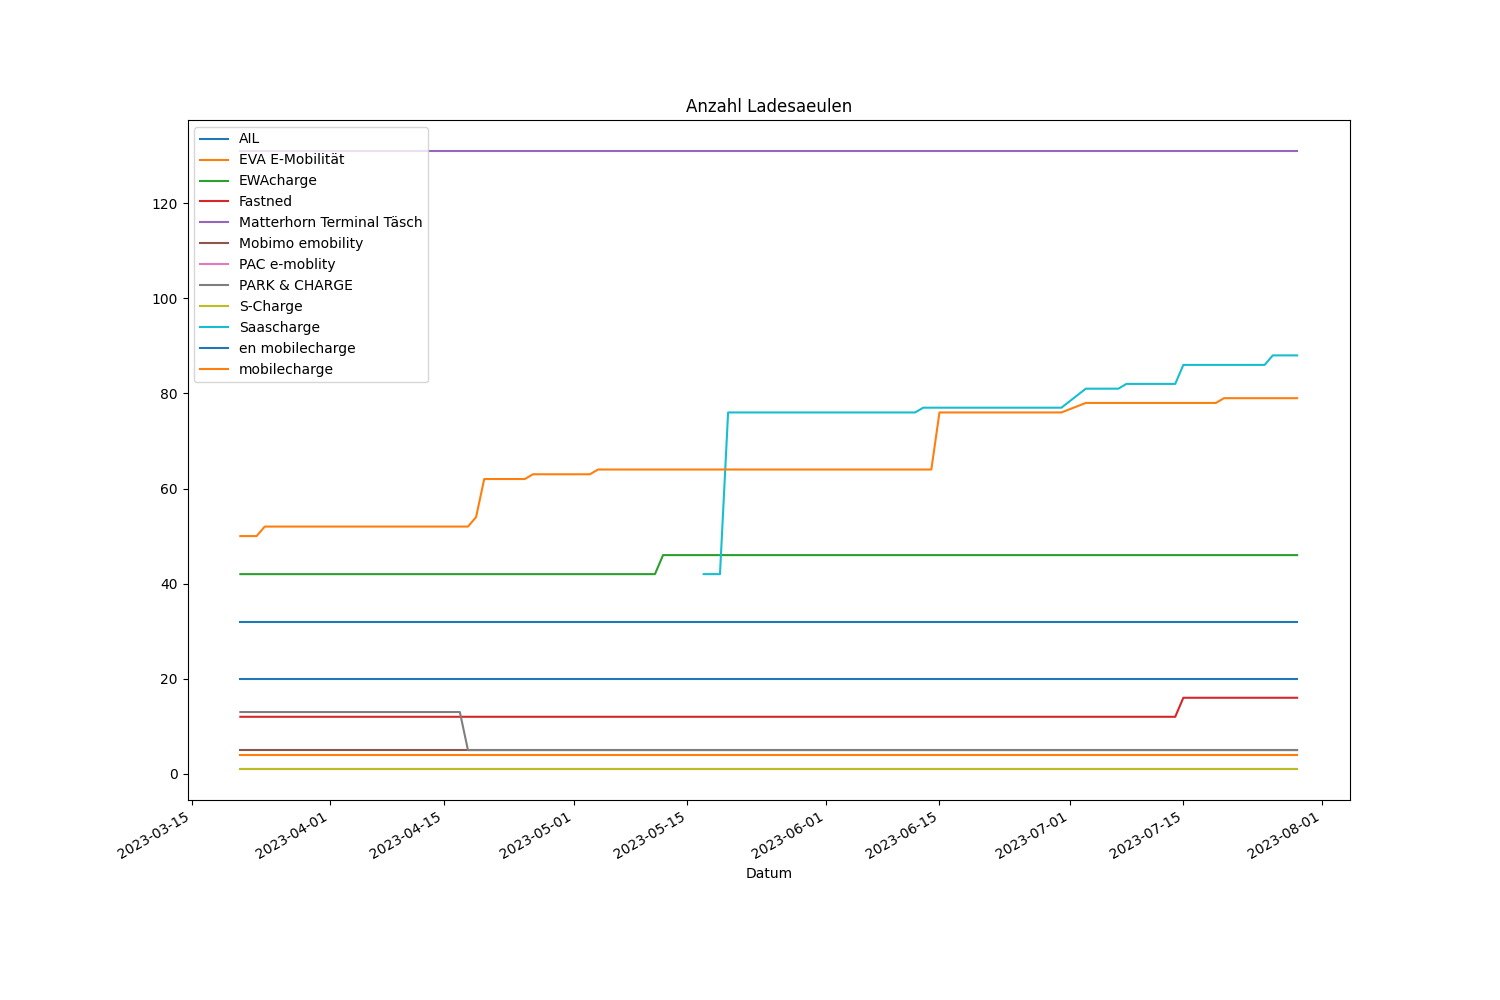 Anzahl Ladesaeulen
AIL
EVA E-Mobilität
EWAcharge
Fastned
Matterhorn Terminal Täsch
Mobimo emobility
PAC e-moblity
PARK & CHARGE
S-Charge
Saascharge
en mobilecharge
mobilecharge
120
100
80
60
40
20
0
2023-03-15
2023-04-01
2023-04-15
2023-05-01
2023-05-15
2023-06-01
2023-06-15
2023-07-01
2023-07-15
2023-08-01
Datum